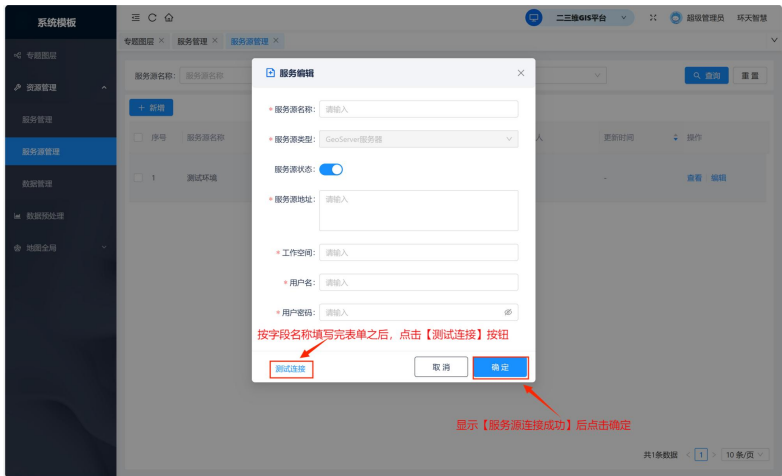 系统模板
二三维GIS平台
超级管理员
环天智慧
专题图层
服务管理
服务源管理
专题图层
资源管理
服务管理
服务源管理
数据管理
数据预处理
地图全局
服务源名称: 服务源名称
查询
重置
+ 新增
序号 服务源名称 人 更新时间 操作
1 测试环境 - 查看 编辑
服务编辑
* 服务源名称: 请输入
* 服务源类型: GeoServer服务器
服务源状态:
* 服务源地址: 请输入
* 工作空间: 请输入
* 用户名: 请输入
* 用户密码: 请输入
按字段名称填写完表单之后，点击【测试连接】按钮
测试连接
取消
确定
显示【服务源连接成功】后点击确定
共1条数据 < 1 > 10 条/页